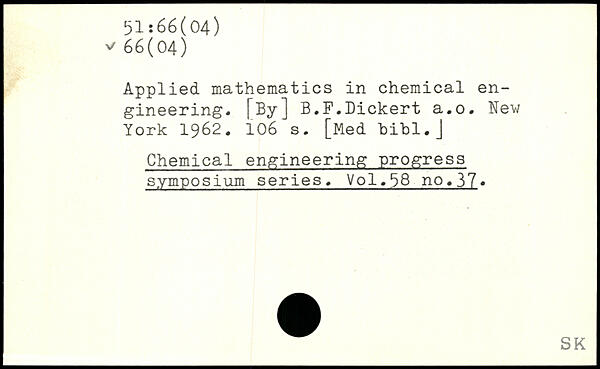 51:66(04)
✓ 66(04)
Applied mathematics in chemical en-
gineering. [By] B.F.Dickert a.o. New
York 1962. 106 s. [Med bibl.]
Chemical engineering progress
symposium series. Vol.58 no.37.
SK